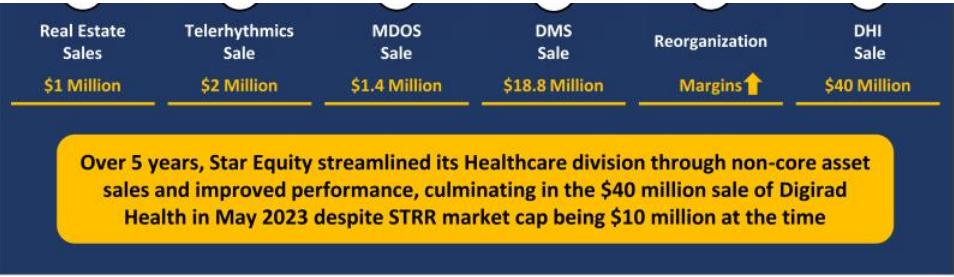 Real Estate
Sales
$1 Million
Telerhythmics
Sale
$2 Million
MDOS
Sale
$1.4 Million
DMS
Sale
$18.8 Million
Reorganization
Margins
DHI
Sale
$40 Million
Over 5 years, Star Equity streamlined its Healthcare division through non-core asset
sales and improved performance, culminating in the $40 million sale of Digirad
Health in May 2023 despite STRR market cap being $10 million at the time